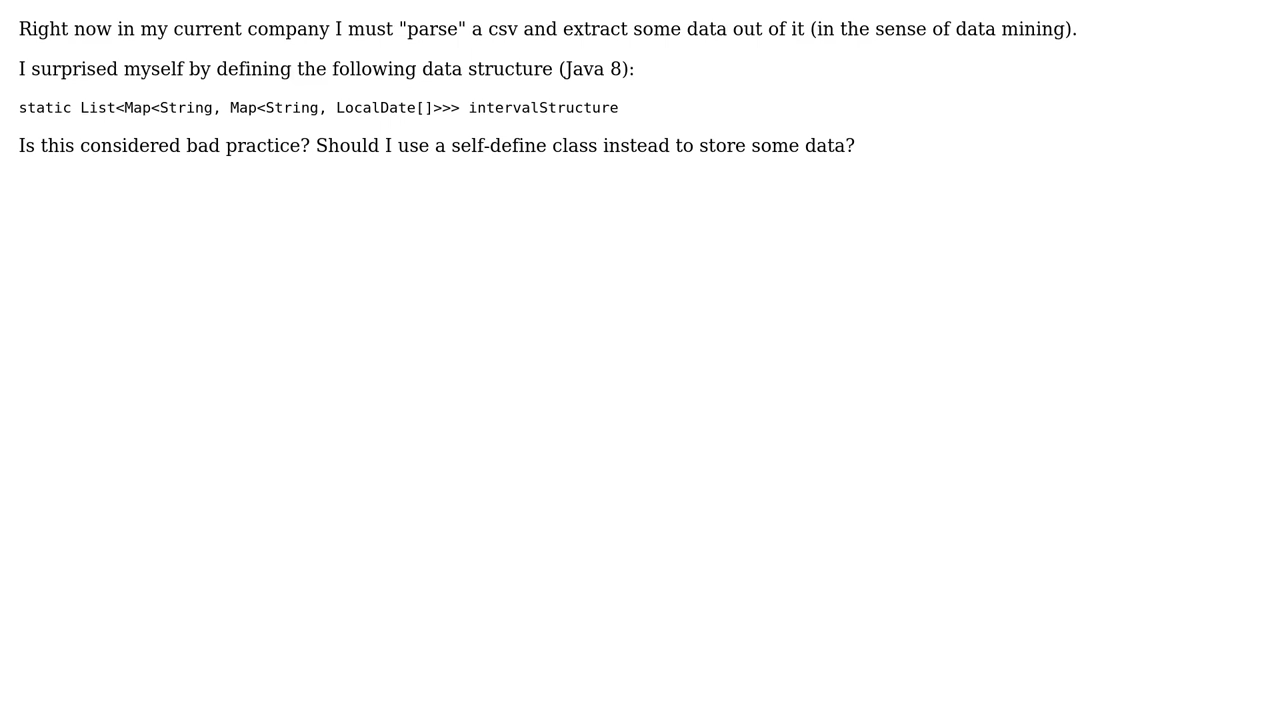 Right now in my current company I must "parse" a csv and extract some data out of it (in the sense of data mining).
I surprised myself by defining the following data structure (Java 8):
static List<Map<String, Map<String, LocalDate[]>>> intervalStructure
Is this considered bad practice? Should I use a self-define class instead to store some data?